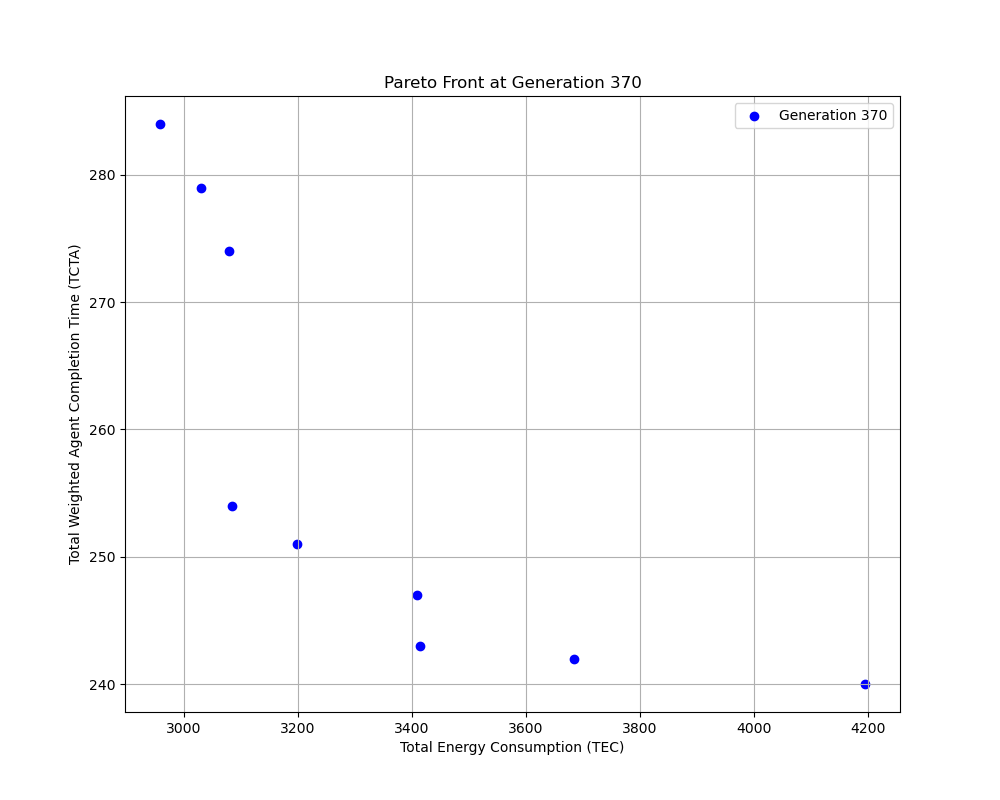 Pareto Front at Generation 370
Generation 370
Total Weighted Agent Completion Time (TCTA)
280
270
260
250
240
3000 3200 3400 3600 3800 4000 4200
Total Energy Consumption (TEC)